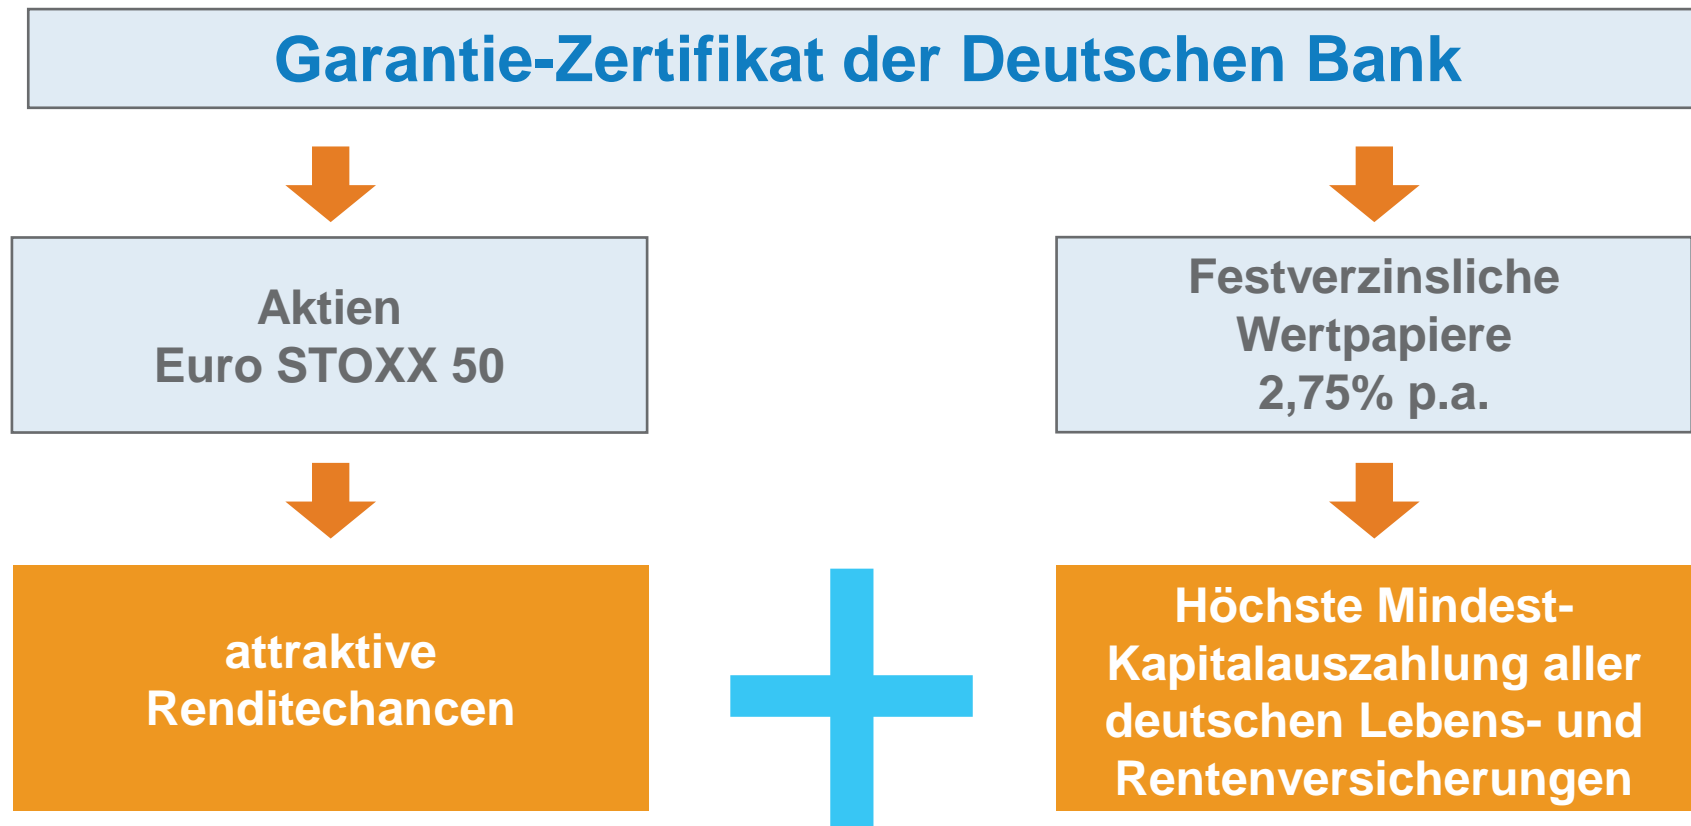 Garantie-Zertifikat der Deutschen Bank
Aktien
Euro STOXX 50
Festverzinsliche
Wertpapiere
2,75% p.a.
attraktive
Renditechancen
Höchste Mindest-
Kapitalauszahlung aller
deutschen Lebens- und
Rentenversicherungen